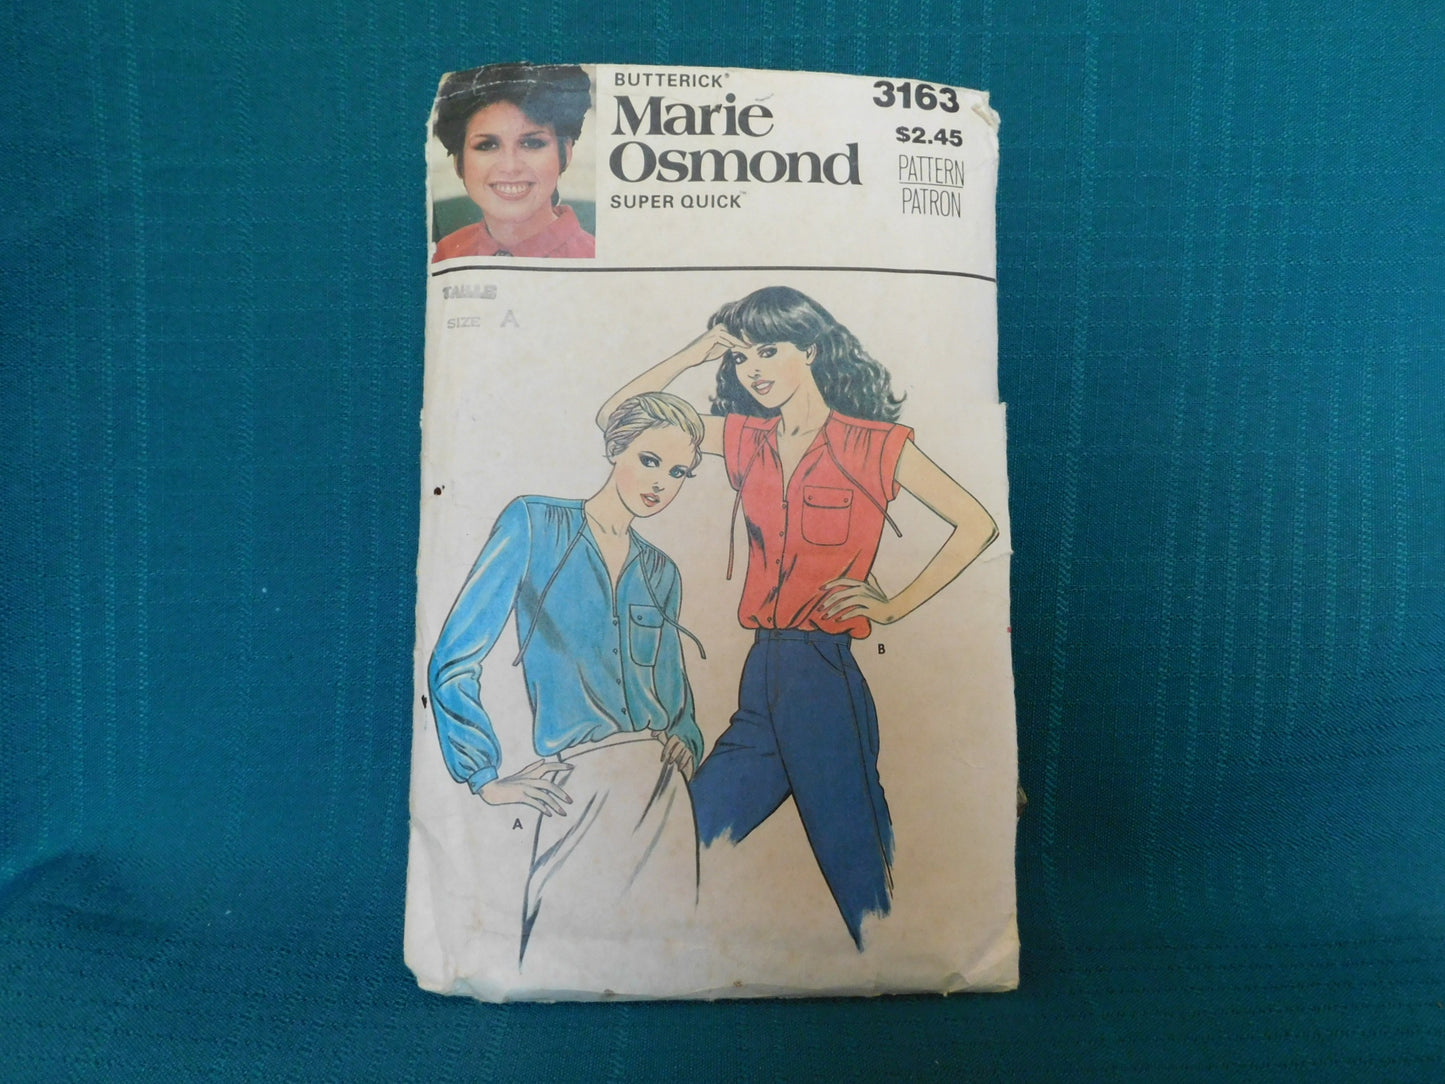 BUTTERICK®
Marie
Osmond
SUPER QUICK™
3163
$2.45
PATTERN
PATRON
TAILLE
SIZE A
A
B